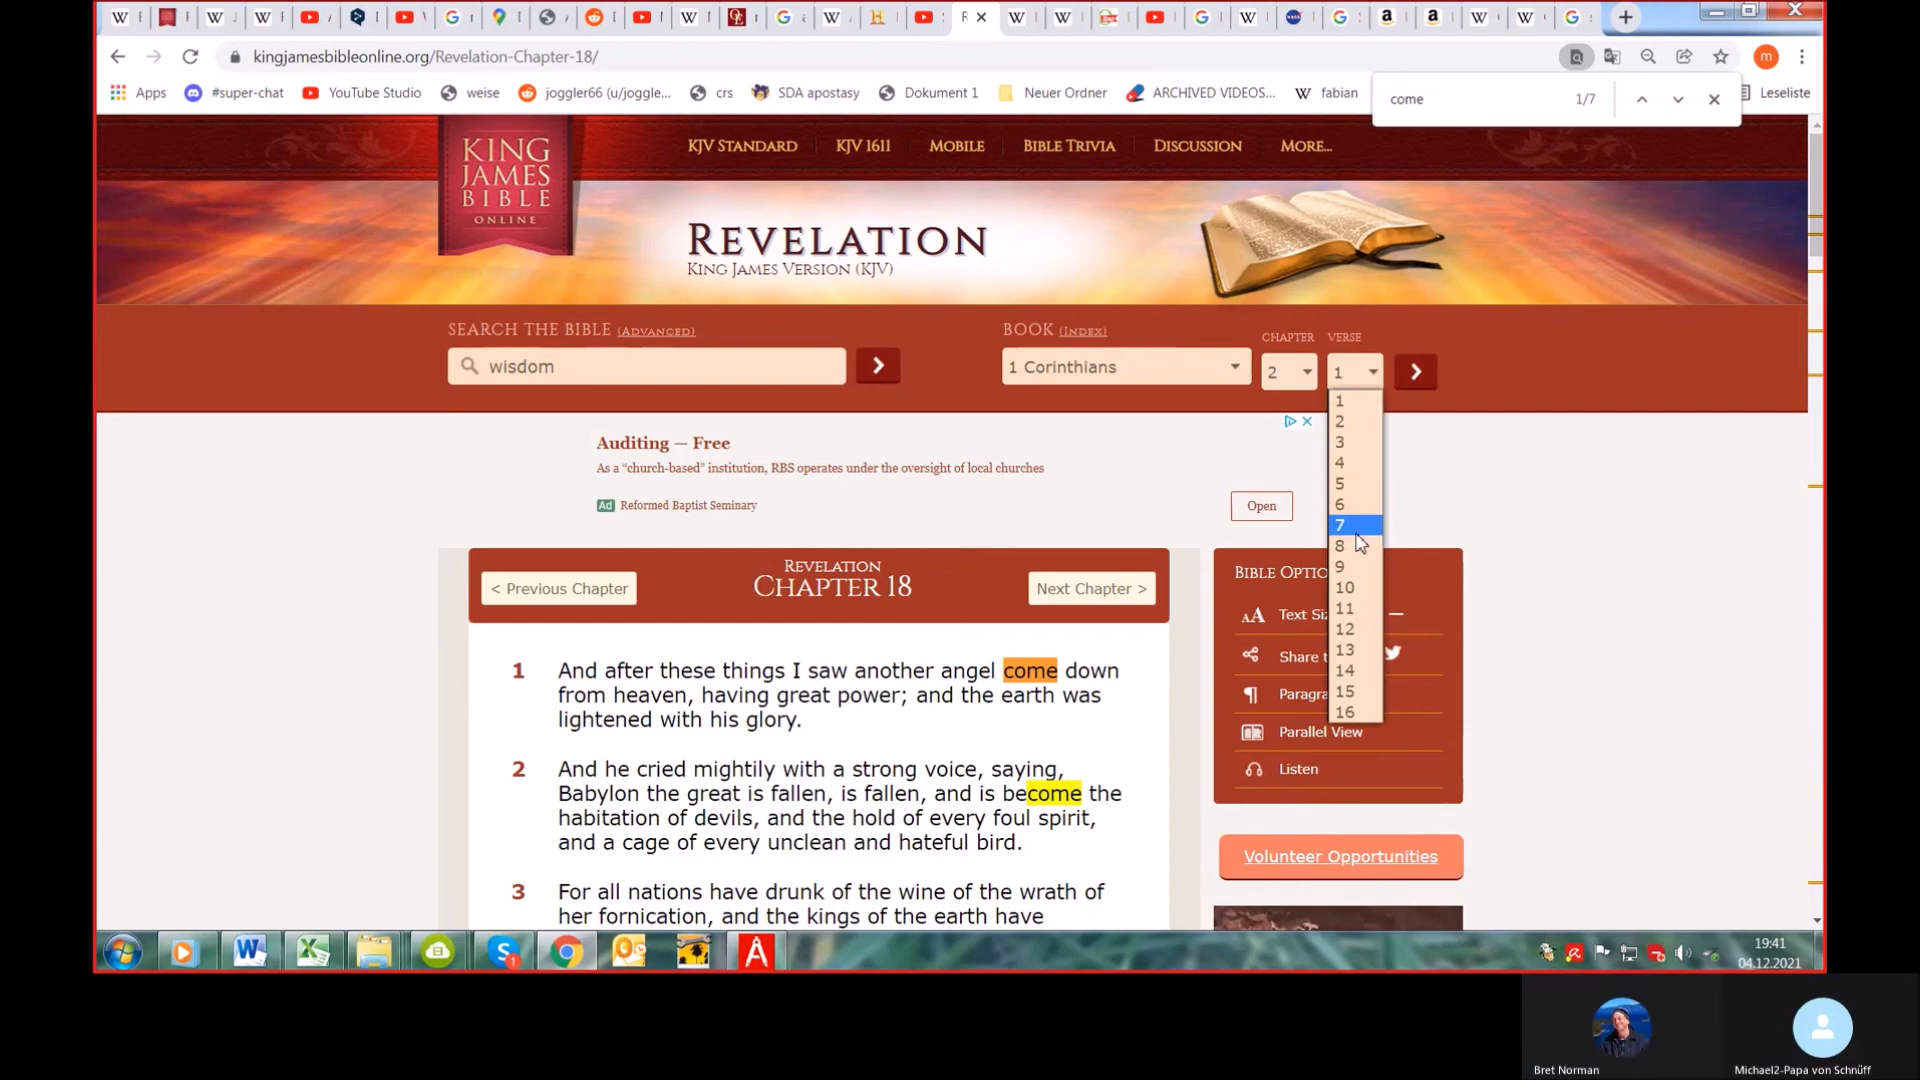 kingjamesbibleonline.org/Revelation-Chapter-18/
Apps #super-chat YouTube Studio weise joggler66 (u/joggle... crs SDA apostasy Dokument 1 Neuer Ordner ARCHIVED VIDEOS... fabian Leseliste
come 1/7
m
KING JAMES BIBLE ONLINE
KJV STANDARD KJV 1611 MOBILE BIBLE TRIVIA DISCUSSION MORE...
REVELATION
KING JAMES VERSION (KJV)
SEARCH THE BIBLE (ADVANCED) BOOK (INDEX) CHAPTER VERSE
wisdom 1 Corinthians 2 1
1
2
3
4
5
6
7
8
9
10
11
12
13
14
15
16
Auditing — Free
As a “church-based” institution, RBS operates under the oversight of local churches
Ad Reformed Baptist Seminary
Open
< Previous Chapter
REVELATION
CHAPTER 18
Next Chapter >
1 And after these things I saw another angel come down
from heaven, having great power; and the earth was
lightened with his glory.
2 And he cried mightily with a strong voice, saying,
Babylon the great is fallen, is fallen, and is become the
habitation of devils, and the hold of every foul spirit,
and a cage of every unclean and hateful bird.
3 For all nations have drunk of the wine of the wrath of
her fornication, and the kings of the earth have
BIBLE OPTIO
AA Text Siz
Share t
Paragra
Parallel View
Listen
Volunteer Opportunities
19:41
04.12.2021
Bret Norman
Michael2-Papa von Schnüff